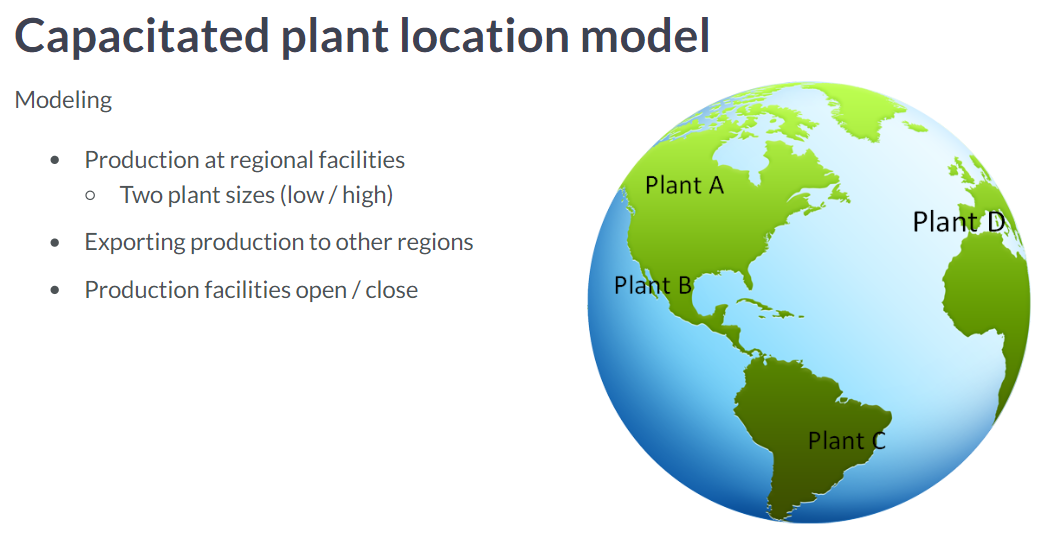 Capacitated plant location model
Modeling
• Production at regional facilities
○ Two plant sizes (low / high)
• Exporting production to other regions
• Production facilities open / close
Plant A
Plant D
Plant B
Plant C